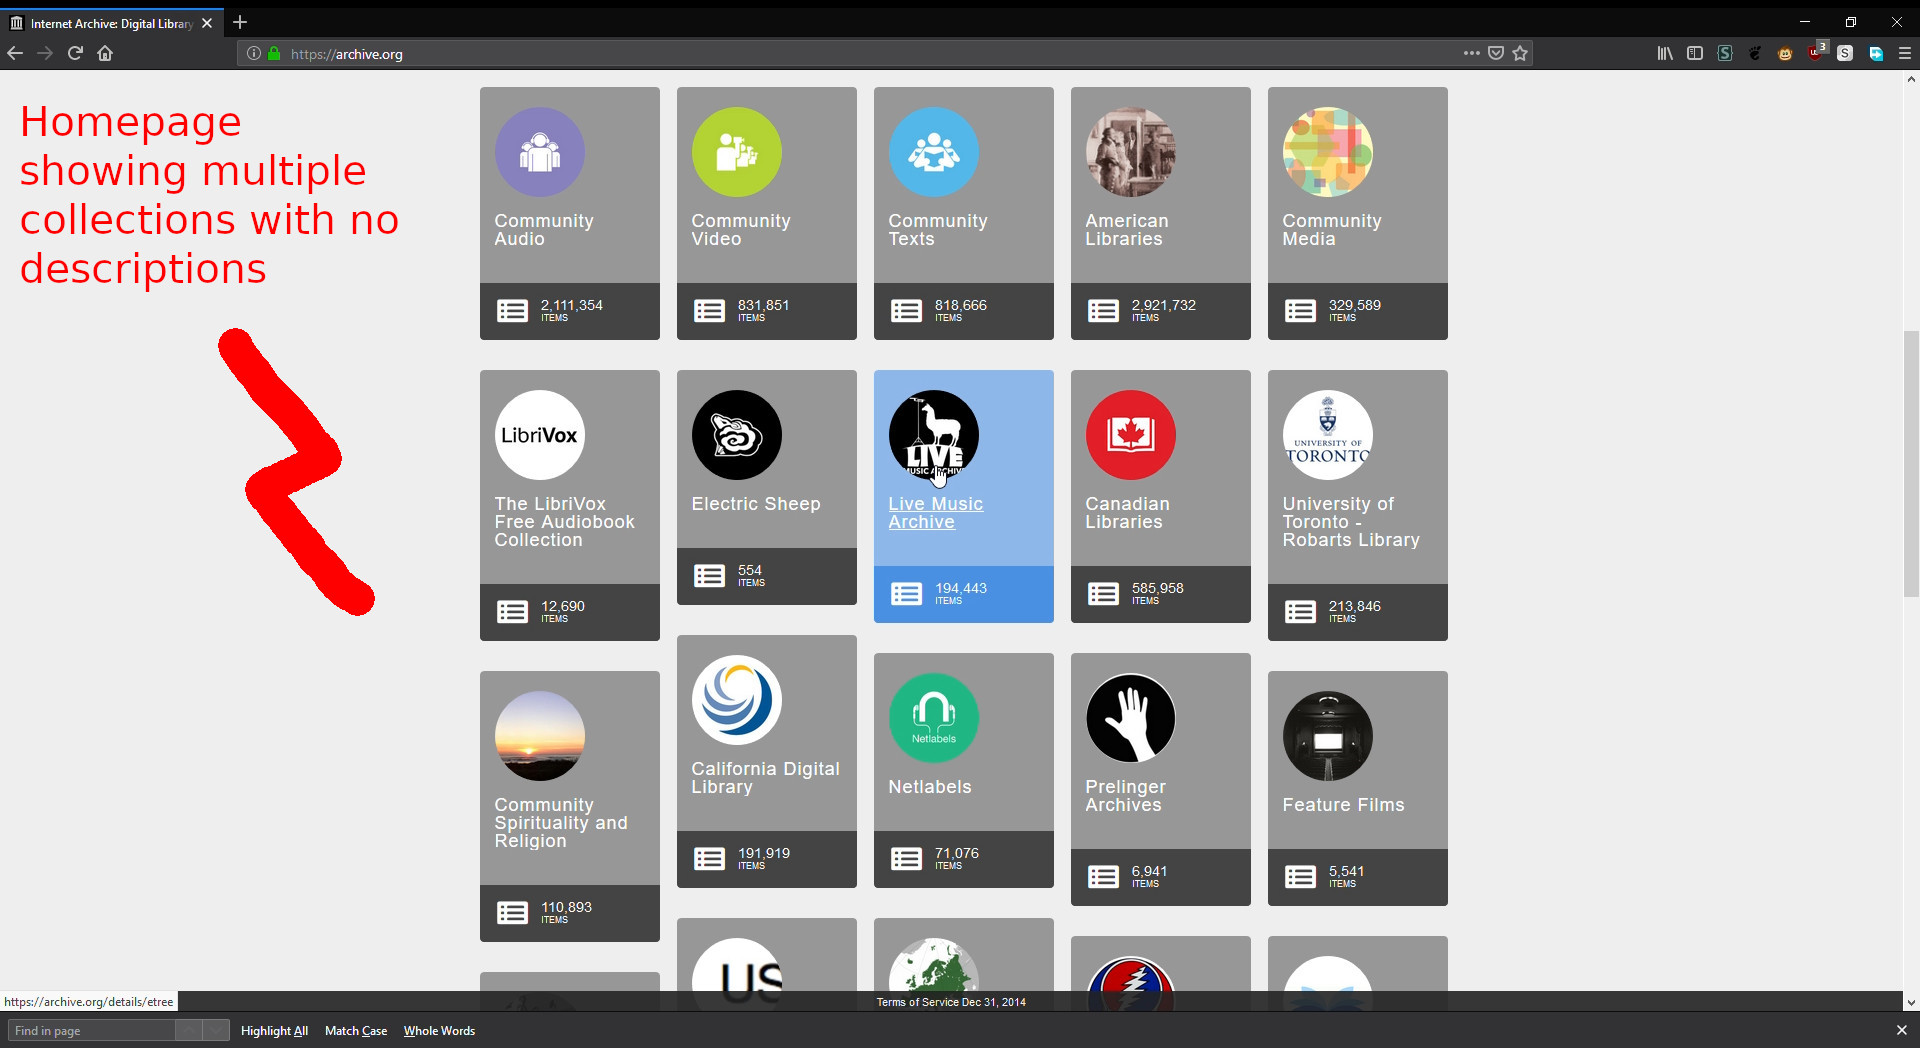 Internet Archive: Digital Library
https://archive.org
3
S
S
Homepage
showing multiple
collections with no
descriptions
Community
Audio
2,111,354
ITEMS
Community
Video
831,851
ITEMS
Community
Texts
818,666
ITEMS
American
Libraries
2,921,732
ITEMS
Community
Media
329,589
ITEMS
LibriVox
The LibriVox
Free Audiobook
Collection
12,690
ITEMS
Electric Sheep
554
ITEMS
LIVE
MUSIC ARCHIVE
Live Music
Archive
194,443
ITEMS
Canadian
Libraries
585,958
ITEMS
UNIVERSITY OF
TORONTO
University of
Toronto -
Robarts Library
213,846
ITEMS
Community
Spirituality and
Religion
110,893
ITEMS
California Digital
Library
191,919
ITEMS
Netlabels
Netlabels
71,076
ITEMS
Prelinger
Archives
6,941
ITEMS
Feature Films
5,541
ITEMS
US
https://archive.org/details/etree
Terms of Service Dec 31, 2014
Find in page
Highlight All
Match Case
Whole Words